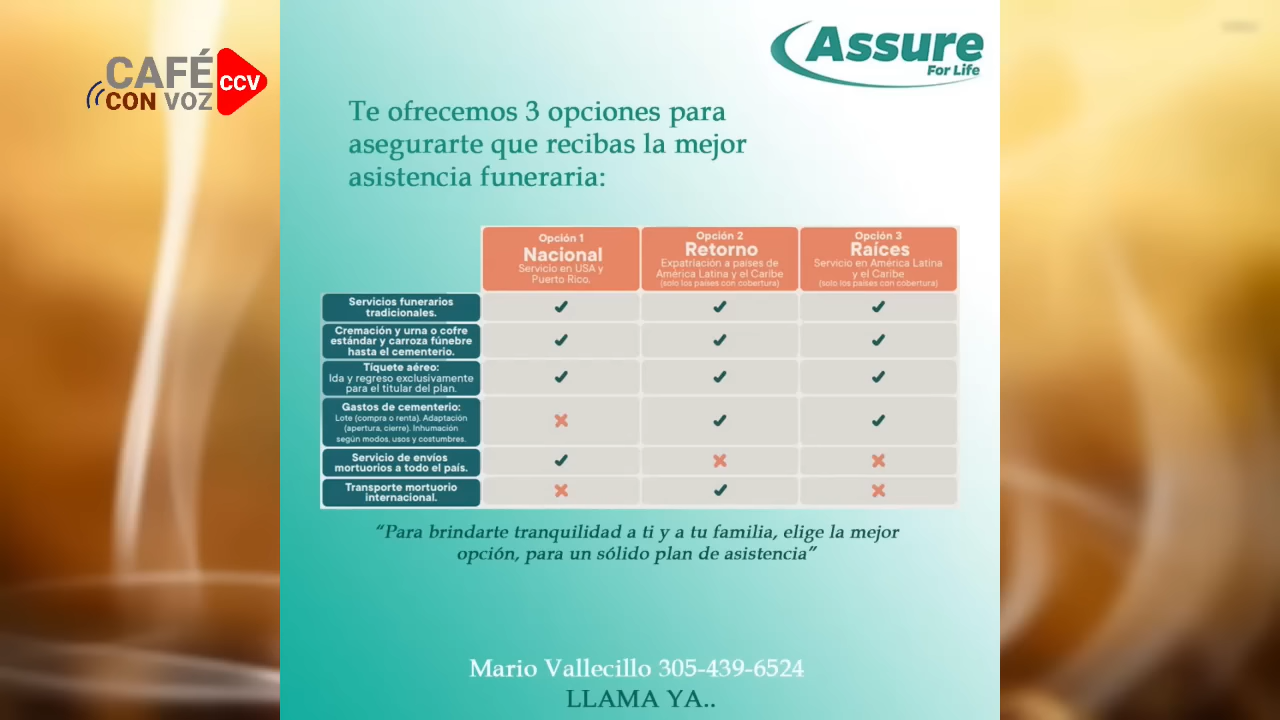 CAFÉ
CON VOZ
CCV
Assure
For Life
Te ofrecemos 3 opciones para
asegurarte que recibas la mejor
asistencia funeraria:
Opción 1
Nacional
Servicio en USA y
Puerto Rico.
Opción 2
Retorno
Expatriación a países de
América Latina y el Caribe
(solo los países con cobertura)
Opción 3
Raíces
Servicio en América Latina
y el Caribe
(solo los países con cobertura)
Servicios funerarios
tradicionales.
Cremación y urna o cofre
estándar y carroza fúnebre
hasta el cementerio.
Tíquete aéreo:
Ida y regreso exclusivamente
para el titular del plan.
Gastos de cementerio:
Lote (compra o renta). Adaptación
(apertura, cierre). Inhumación
según modos, usos y costumbres.
Servicio de envíos
mortuorios a todo el país.
Transporte mortuorio
internacional.
“Para brindarte tranquilidad a ti y a tu familia, elige la mejor
opción, para un sólido plan de asistencia”
Mario Vallecillo 305-439-6524
LLAMA YA..